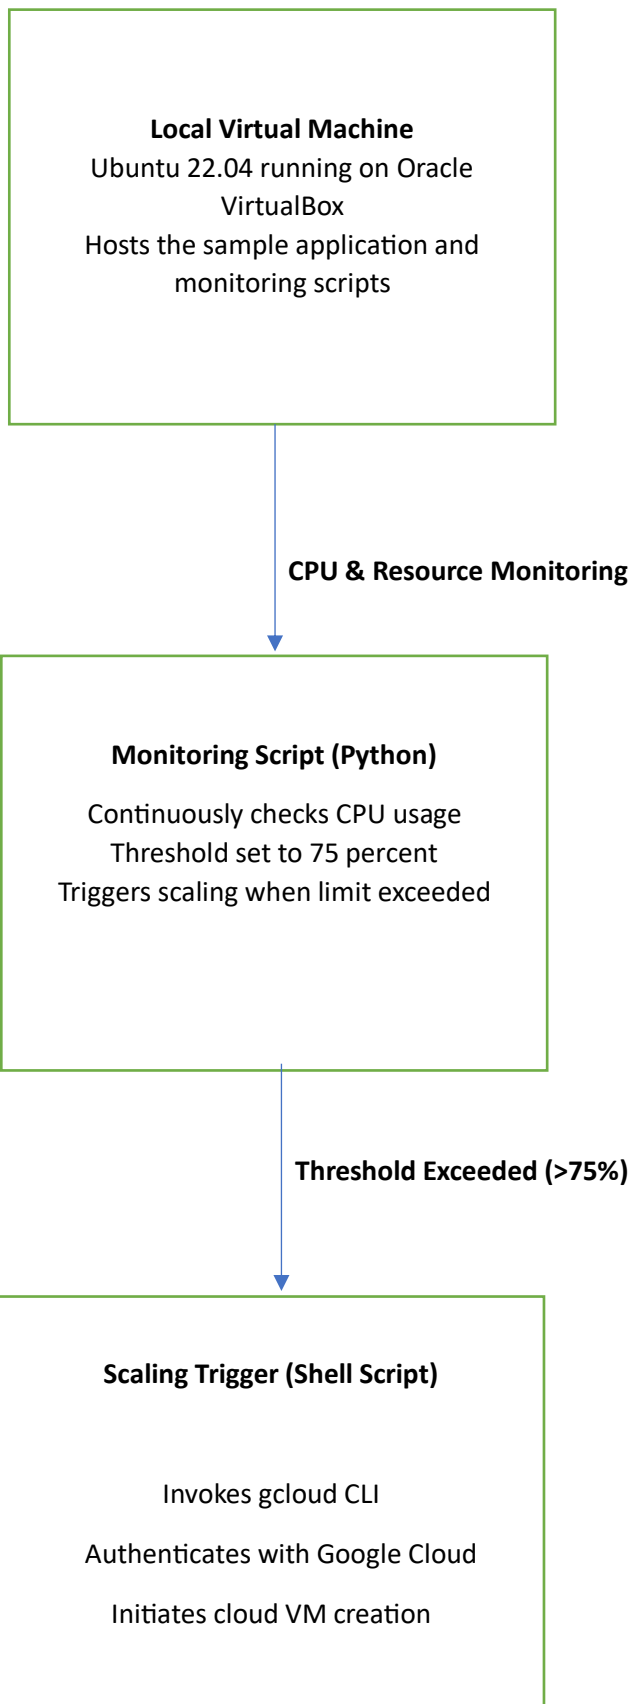 Local Virtual Machine
Ubuntu 22.04 running on Oracle
VirtualBox
Hosts the sample application and
monitoring scripts
CPU & Resource Monitoring
Monitoring Script (Python)
Continuously checks CPU usage
Threshold set to 75 percent
Triggers scaling when limit exceeded
Threshold Exceeded (>75%)
Scaling Trigger (Shell Script)
Invokes gcloud CLI
Authenticates with Google Cloud
Initiates cloud VM creation